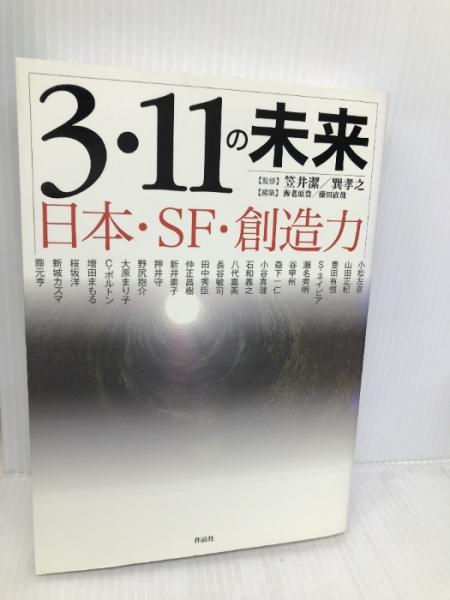 3・11の未来
【監修】笠井潔／巽孝之
【編集】海老原豊／藤田直哉
日本・SF・創造力
小松左京
山田正紀
豊田有恒
S・ネイピア
瀬名秀明
谷甲州
森下一仁
小谷真理
石和義之
八代嘉美
長谷敏司
田中秀臣
仲正昌樹
新井素子
押井守
野尻抱介
大原まり子
C・ボルトン
増田まもる
桜坂洋
新城カズマ
鼎元亨
作品社